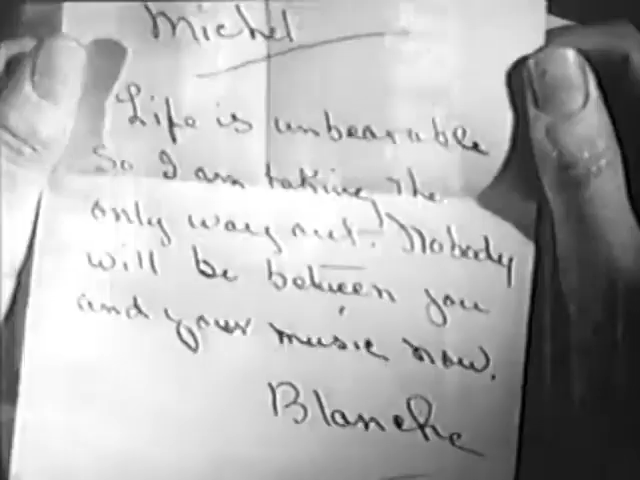 Michel
Life is unbearable
So I am taking the
only way out. Nobody
will be between you
and your music now.
Blanche